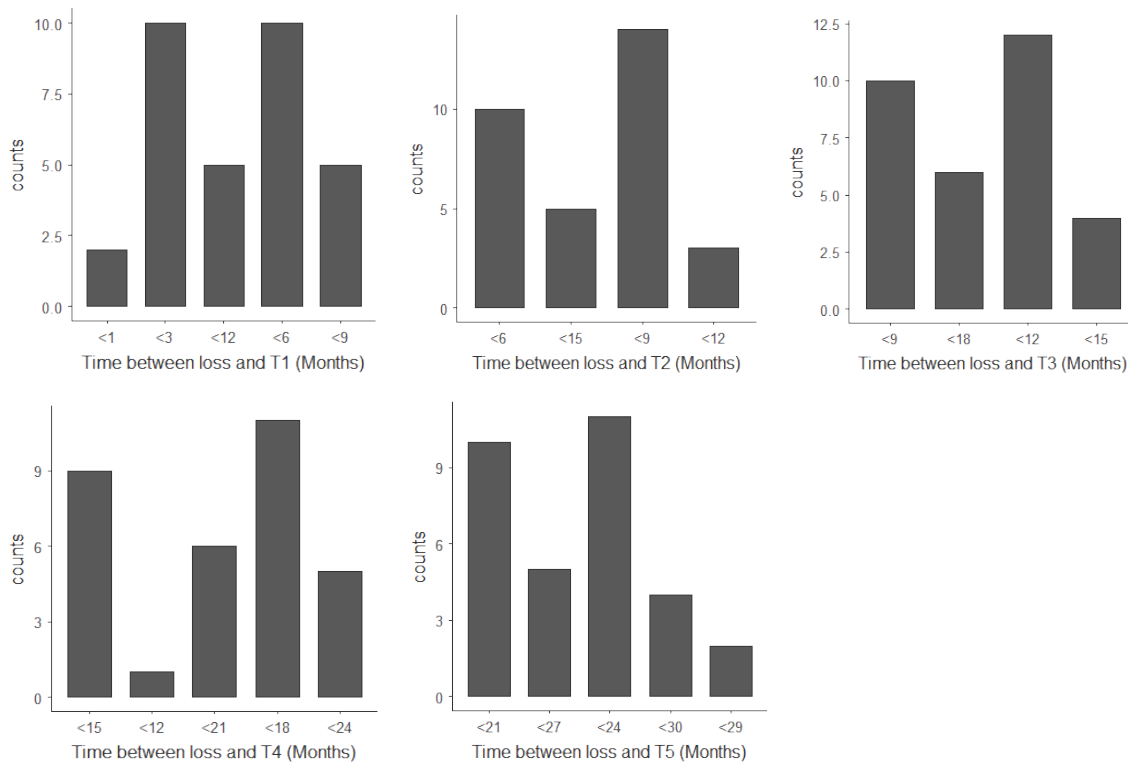 counts
10.0
7.5
5.0
2.5
0.0
<1 <3 <12 <6 <9
Time between loss and T1 (Months)
counts
10
5
0
<6 <15 <9 <12
Time between loss and T2 (Months)
counts
12.5
10.0
7.5
5.0
2.5
0.0
<9 <18 <12 <15
Time between loss and T3 (Months)
counts
9
6
3
0
<15 <12 <21 <18 <24
Time between loss and T4 (Months)
counts
9
6
3
0
<21 <27 <24 <30 <29
Time between loss and T5 (Months)